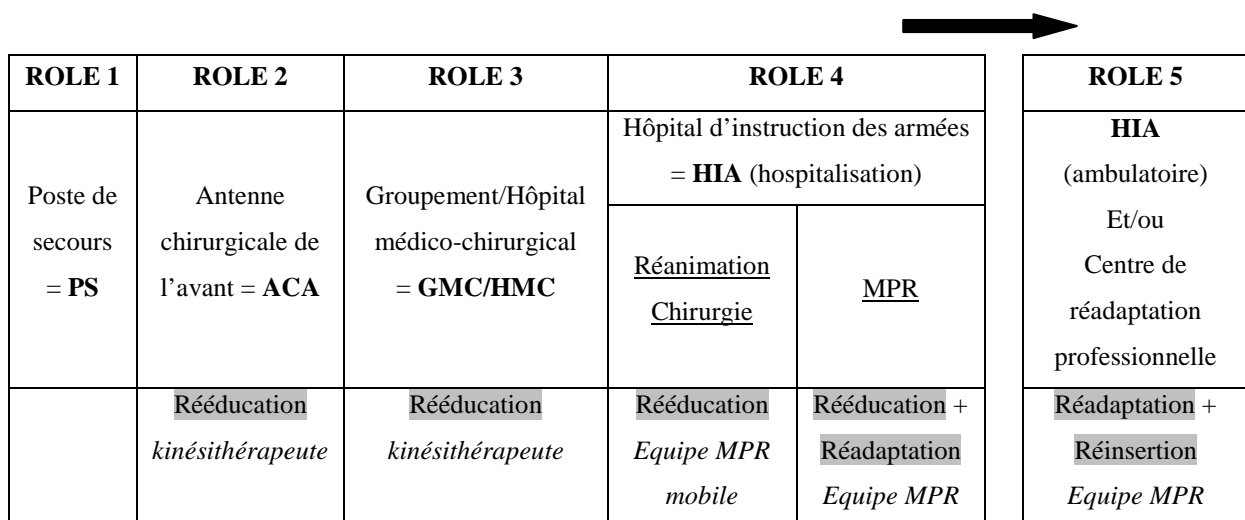 ROLE 1
ROLE 2
ROLE 3
ROLE 4
ROLE 5
Poste de
secours
= PS
Antenne
chirurgicale de
l'avant = ACA
Groupement/Hôpital
médico-chirurgical
= GMC/HMC
Hôpital d'instruction des armées
= HIA (hospitalisation)
Réanimation
Chirurgie
MPR
HIA
(ambulatoire)
Et/ou
Centre de
réadaptation
professionnelle
Rééducation
kinésithérapeute
Rééducation
kinésithérapeute
Rééducation
Equipe MPR
mobile
Rééducation +
Réadaptation
Equipe MPR
Réadaptation +
Réinsertion
Equipe MPR